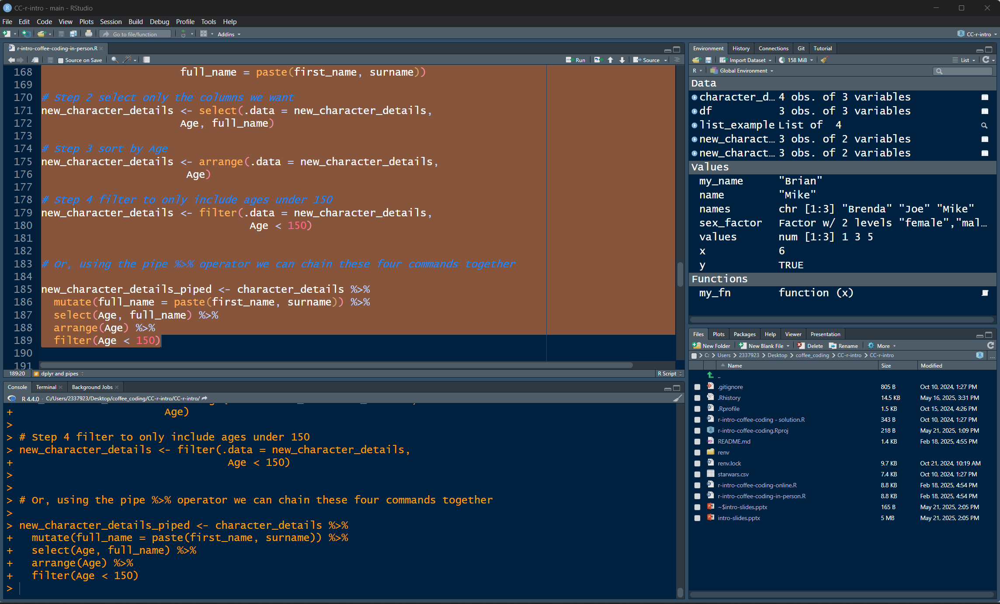 CC-r-intro - main - RStudio
File Edit Code View Plots Session Build Debug Profile Tools Help
Go to file/function Addins CC-r-intro
r-intro-coffee-coding-in-person.R
Source on Save Run Source
168 full_name = paste(first_name, surname))
169
170 # Step 2 select only the columns we want
171 new_character_details <- select(.data = new_character_details,
172 Age, full_name)
173
174 # Step 3 sort by Age
175 new_character_details <- arrange(.data = new_character_details,
176 Age)
177
178 # Step 4 filter to only include ages under 150
179 new_character_details <- filter(.data = new_character_details,
180 Age < 150)
181
182
183 # Or, using the pipe %>% operator we can chain these four commands together
184
185 new_character_details_piped <- character_details %>%
186 mutate(full_name = paste(first_name, surname)) %>%
187 select(Age, full_name) %>%
188 arrange(Age) %>%
189 filter(Age < 150)
190
191
189:20 # dplyr and pipes R Script
Console Terminal Background Jobs
R 4.4.0 · C:/Users/2337923/Desktop/coffee_coding/CC-r-intro/CC-r-intro/
+ Age)
>
> # Step 4 filter to only include ages under 150
> new_character_details <- filter(.data = new_character_details,
+ Age < 150)
>
>
> # Or, using the pipe %>% operator we can chain these four commands together
>
> new_character_details_piped <- character_details %>%
+ mutate(full_name = paste(first_name, surname)) %>%
+ select(Age, full_name) %>%
+ arrange(Age) %>%
+ filter(Age < 150)
>
Environment History Connections Git Tutorial
Import Dataset 158 MiB List
R Global Environment
Data
character_d... 4 obs. of 3 variables
df 3 obs. of 3 variables
list_example List of 4
new_charact... 3 obs. of 2 variables
new_charact... 3 obs. of 2 variables
Values
my_name "Brian"
name "Mike"
names chr [1:3] "Brenda" "Joe" "Mike"
sex_factor Factor w/ 2 levels "female","mal...
values num [1:3] 1 3 5
x 6
y TRUE
Functions
my_fn function (x)
Files Plots Packages Help Viewer Presentation
New Folder New Blank File Delete Rename More
C: > Users > 2337923 > Desktop > coffee_coding > CC-r-intro > CC-r-intro ...
Name Size Modified
..
.gitignore 805 B Oct 10, 2024, 1:27 PM
.Rhistory 14.5 KB May 16, 2025, 3:31 PM
.Rprofile 1.5 KB Oct 15, 2024, 4:26 PM
r-intro-coffee-coding - solution.R 343 B Oct 10, 2024, 1:27 PM
r-intro-coffee-coding.Rproj 218 B May 21, 2025, 1:09 PM
README.md 1.4 KB Feb 18, 2025, 4:55 PM
renv
renv.lock 9.7 KB Oct 21, 2024, 10:19 AM
starwars.csv 7.4 KB Oct 10, 2024, 1:27 PM
r-intro-coffee-coding-online.R 8.8 KB Feb 18, 2025, 4:54 PM
r-intro-coffee-coding-in-person.R 8.8 KB Feb 18, 2025, 4:54 PM
~$intro-slides.pptx 165 B May 21, 2025, 2:05 PM
intro-slides.pptx 5 MB May 21, 2025, 2:05 PM